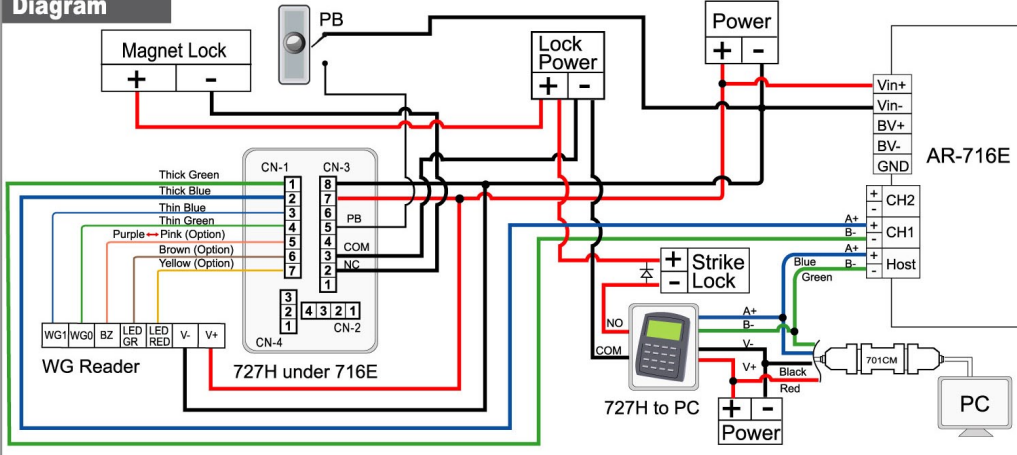 Diagram
PB
Magnet Lock
+ -
Lock
Power
+ -
Power
+ -
Vin+
Vin-
BV+
BV-
GND
AR-716E
+
-
CH2
+
-
CH1
+
-
Host
A+
B-
A+
B-
Blue
Green
CN-1
1
2
3
4
5
6
7
CN-3
8
7
6
5
4
3
2
1
PB
COM
NC
Thick Green
Thick Blue
Thin Blue
Thin Green
Purple ↔ Pink (Option)
Brown (Option)
Yellow (Option)
3
2
1
CN-4
4 3 2 1
CN-2
WG1 WG0 BZ LED GR LED RED V- V+
WG Reader
727H under 716E
+ Strike
- Lock
NO
COM
A+
B-
V-
V+
Black
Red
727H to PC
+ -
Power
701CM
PC